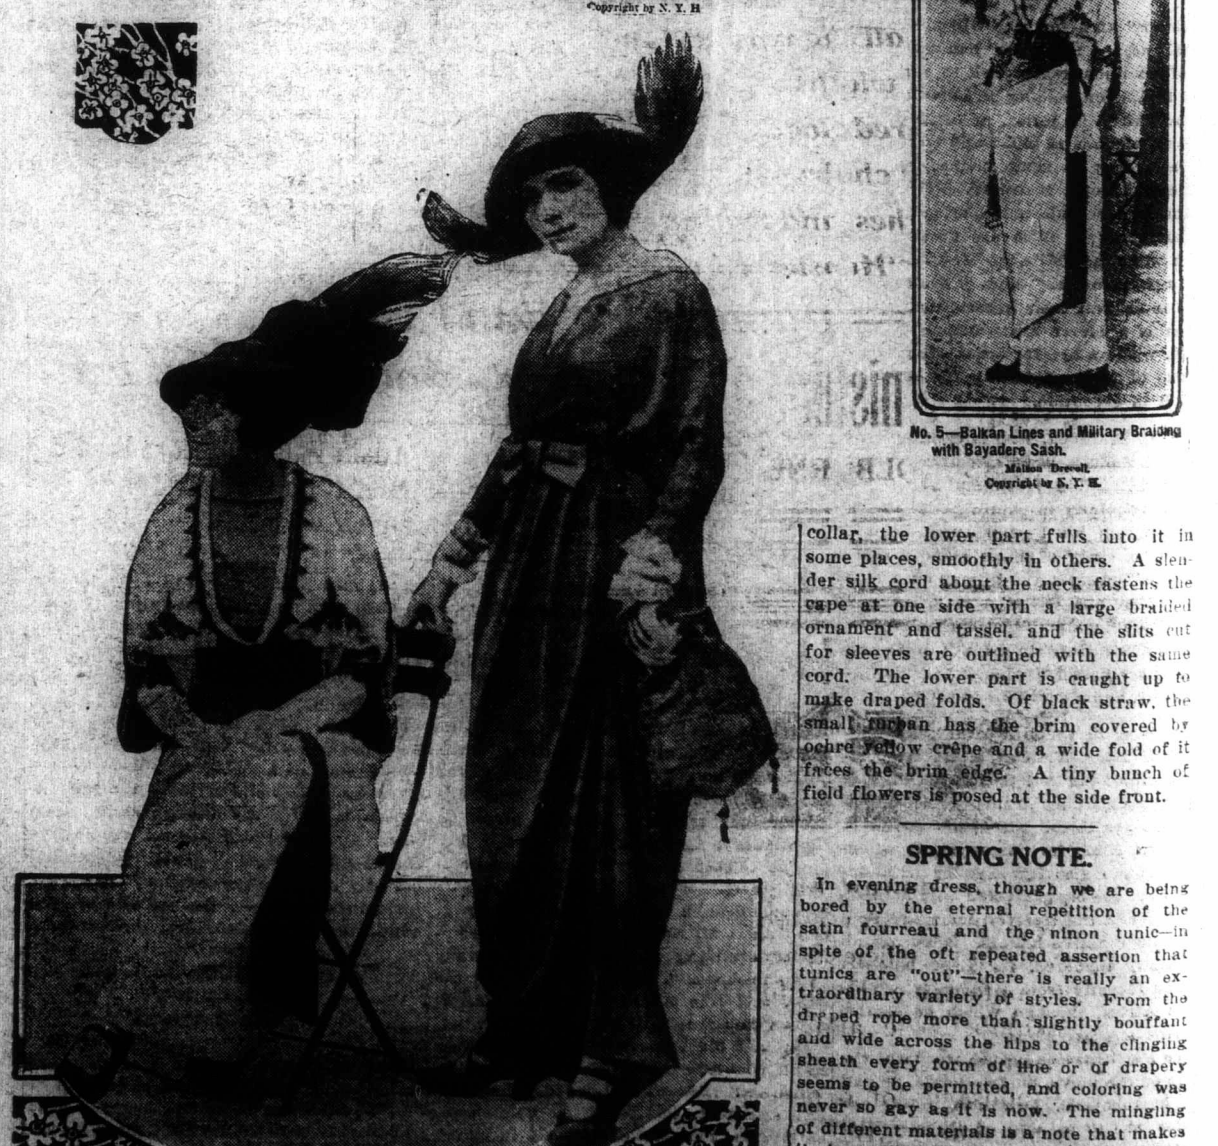 Copyright by N. Y. H
No. 5—Balkan Lines and Military Braiding
with Bayadere Sash.
Maison Drecoll.
Copyright by N. Y. H.
collar, the lower part falls into it in
some places, smoothly in others. A slen-
der silk cord about the neck fastens the
cape at one side with a large braided
ornament and tassel, and the slits cut
for sleeves are outlined with the same
cord. The lower part is caught up to
make draped folds. Of black straw, the
small turban has the brim covered by
ochre yellow crêpe and a wide fold of it
faces the brim edge. A tiny bunch of
field flowers is posed at the side front.
SPRING NOTE.
In evening dress, though we are being
bored by the eternal repetition of the
satin fourreau and the ninon tunic—in
spite of the oft repeated assertion that
tunics are "out"—there is really an ex-
traordinary variety of styles. From the
draped robe more than slightly bouffant
and wide across the hips to the clinging
sheath every form of line or of drapery
seems to be permitted, and coloring was
never so gay as it is now. The mingling
of different materials is a note that makes